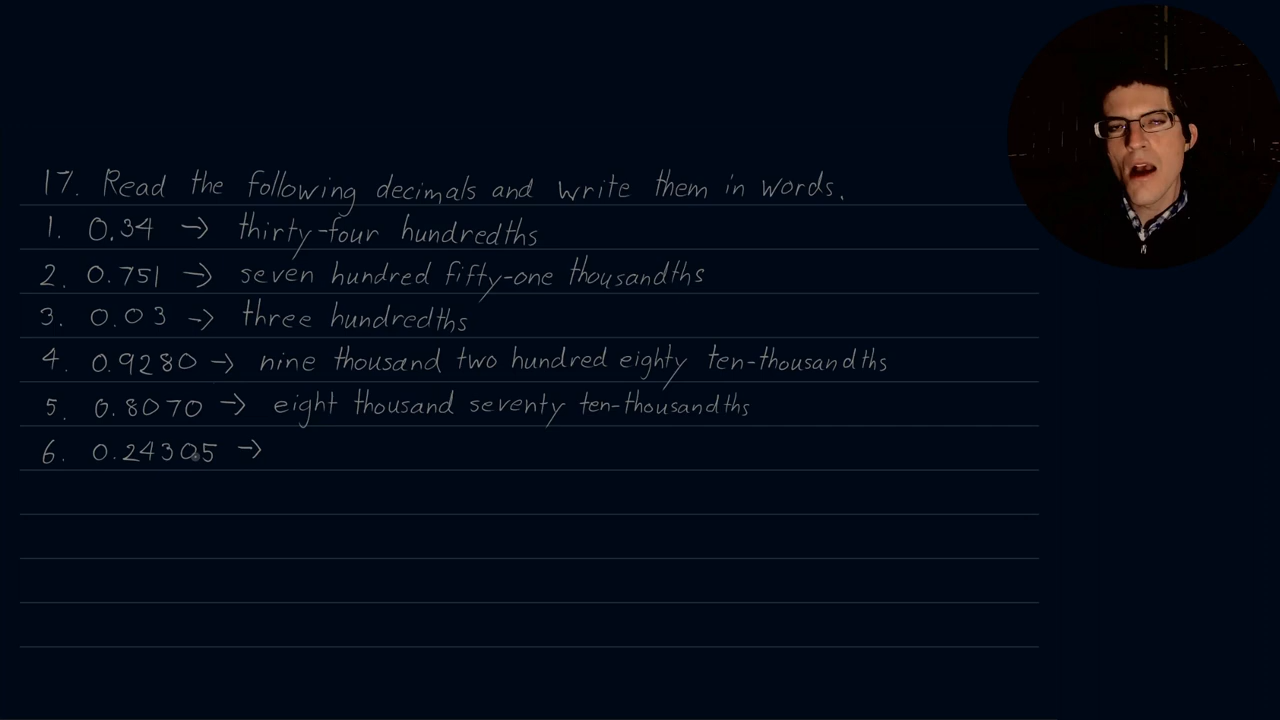 17. Read the following decimals and write them in words.
1. 0.34 → thirty-four hundredths
2. 0.751 → seven hundred fifty-one thousandths
3. 0.03 → three hundredths
4. 0.9280 → nine thousand two hundred eighty ten-thousandths
5. 0.8070 → eight thousand seventy ten-thousandths
6. 0.24305 →